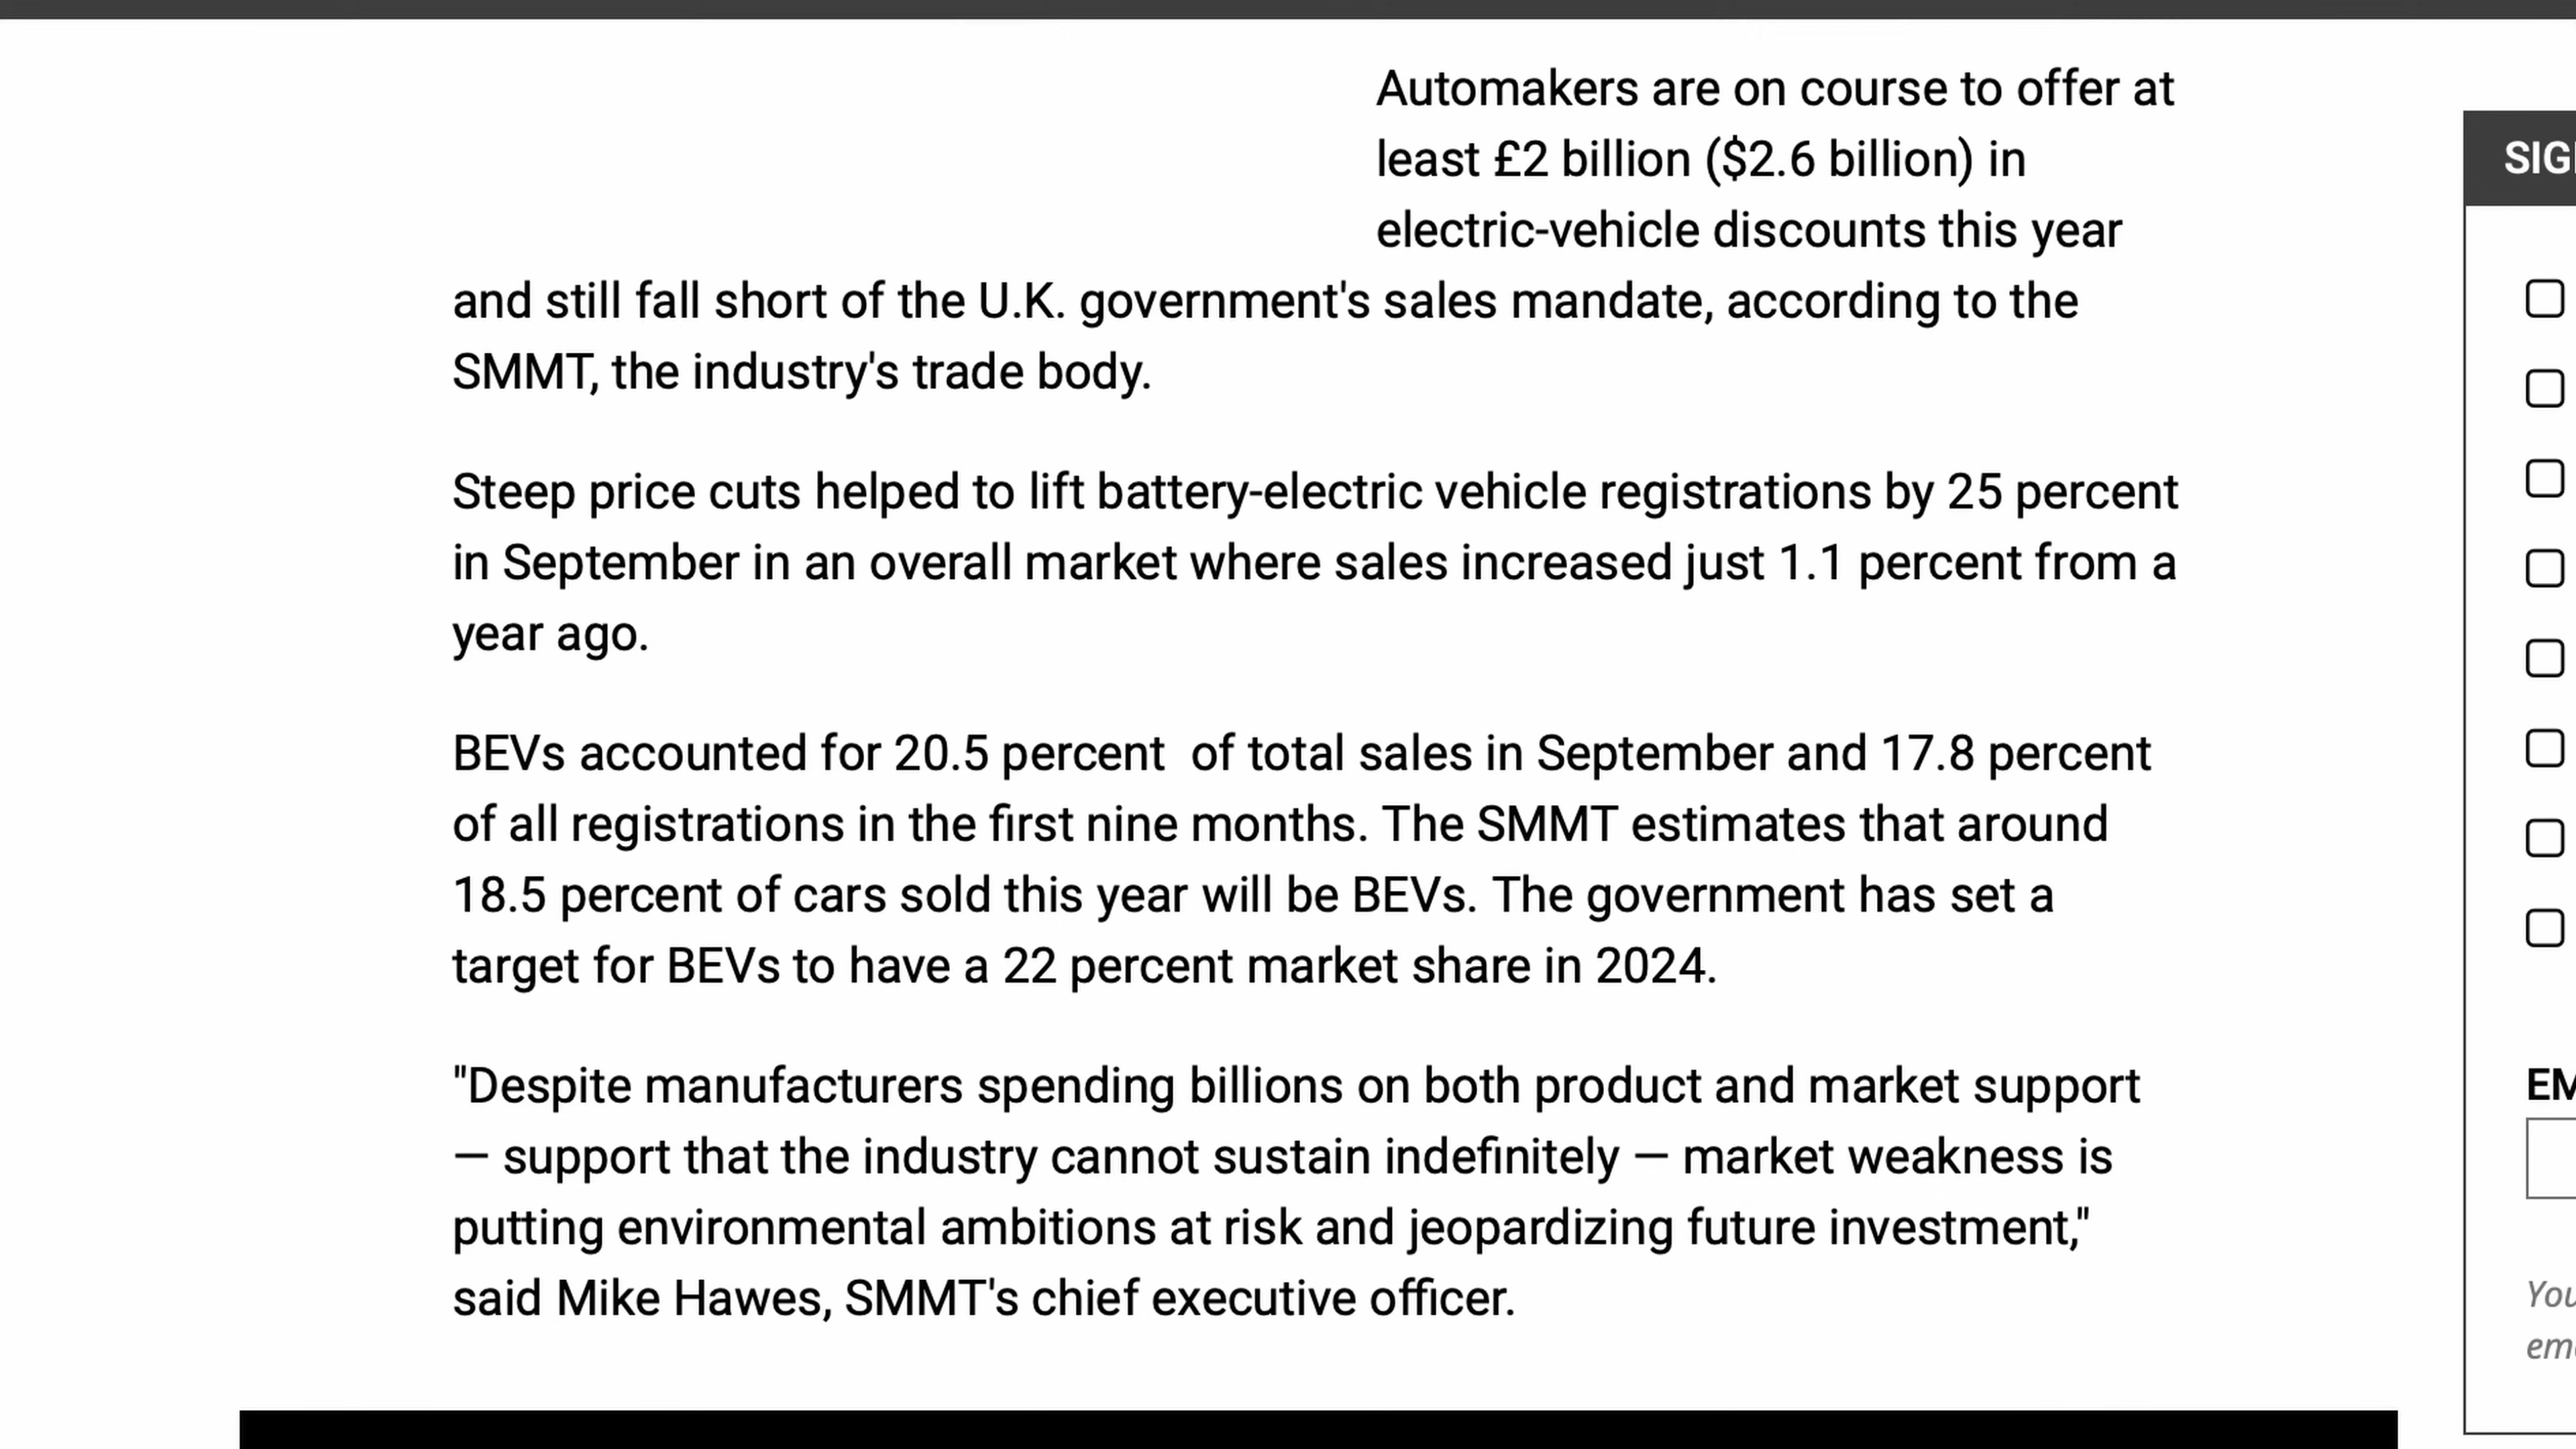 Automakers are on course to offer at
least £2 billion ($2.6 billion) in
electric-vehicle discounts this year
and still fall short of the U.K. government's sales mandate, according to the
SMMT, the industry's trade body.
Steep price cuts helped to lift battery-electric vehicle registrations by 25 percent
in September in an overall market where sales increased just 1.1 percent from a
year ago.
BEVs accounted for 20.5 percent  of total sales in September and 17.8 percent
of all registrations in the first nine months. The SMMT estimates that around
18.5 percent of cars sold this year will be BEVs. The government has set a
target for BEVs to have a 22 percent market share in 2024.
"Despite manufacturers spending billions on both product and market support
— support that the industry cannot sustain indefinitely — market weakness is
putting environmental ambitions at risk and jeopardizing future investment,"
said Mike Hawes, SMMT's chief executive officer.